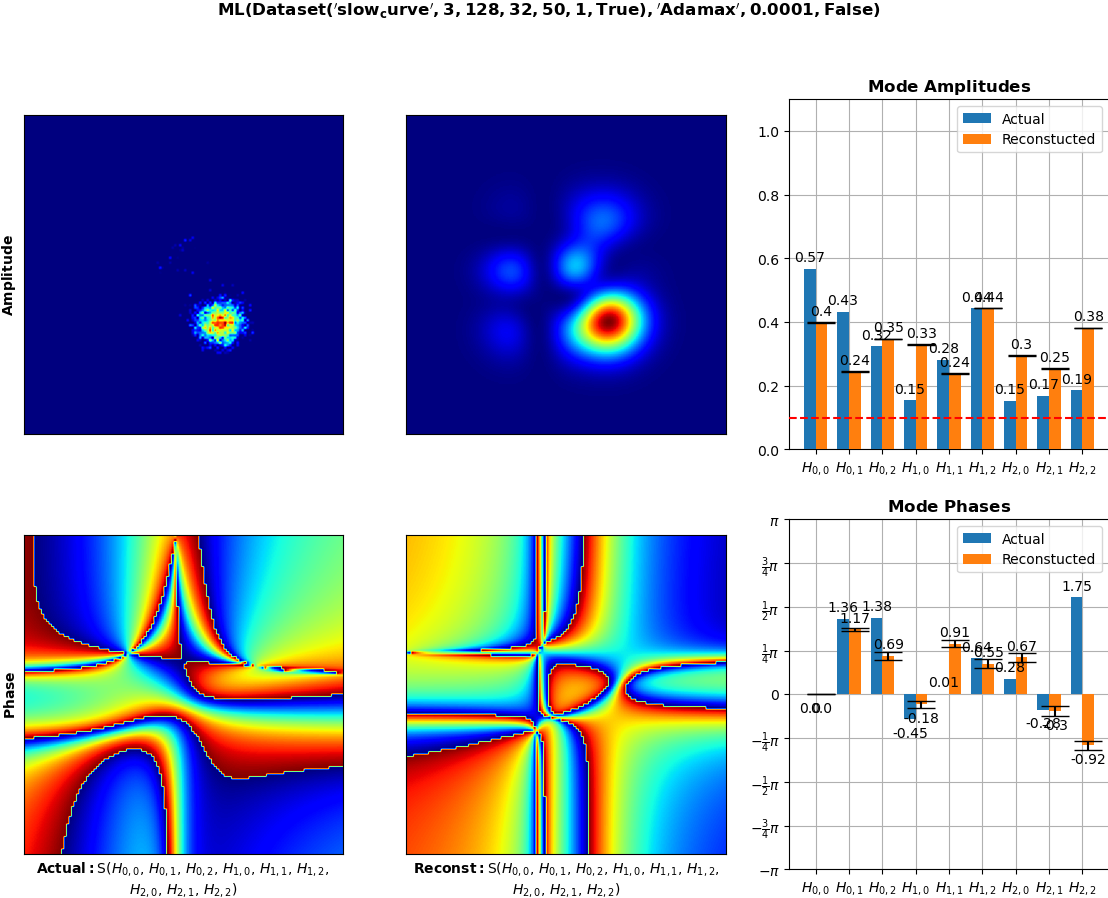 ML(Dataset('slow_curve', 3, 128, 32, 50, 1, True), 'Adamax', 0.0001, False)
Amplitude
Mode Amplitudes
Actual
Reconstucted
1.0
0.8
0.6
0.4
0.2
0.0
0.57 0.4 0.43 0.24 0.32 0.35 0.15 0.33 0.28 0.24 0.44 0.44 0.15 0.3 0.17 0.25 0.19 0.38
H0,0 H0,1 H0,2 H1,0 H1,1 H1,2 H2,0 H2,1 H2,2
Phase
Actual: S(H0,0, H0,1, H0,2, H1,0, H1,1, H1,2,
H2,0, H2,1, H2,2)
Reconst: S(H0,0, H0,1, H0,2, H1,0, H1,1, H1,2,
H2,0, H2,1, H2,2)
Mode Phases
Actual
Reconstucted
π
3/4π
1/2π
1/4π
0
−1/4π
−1/2π
−3/4π
−π
0.0 0.0 1.36 1.17 1.38 0.69 -0.45 -0.18 0.01 0.91 0.64 0.55 0.28 0.67 -0.28 -0.3 1.75 -0.92
H0,0 H0,1 H0,2 H1,0 H1,1 H1,2 H2,0 H2,1 H2,2